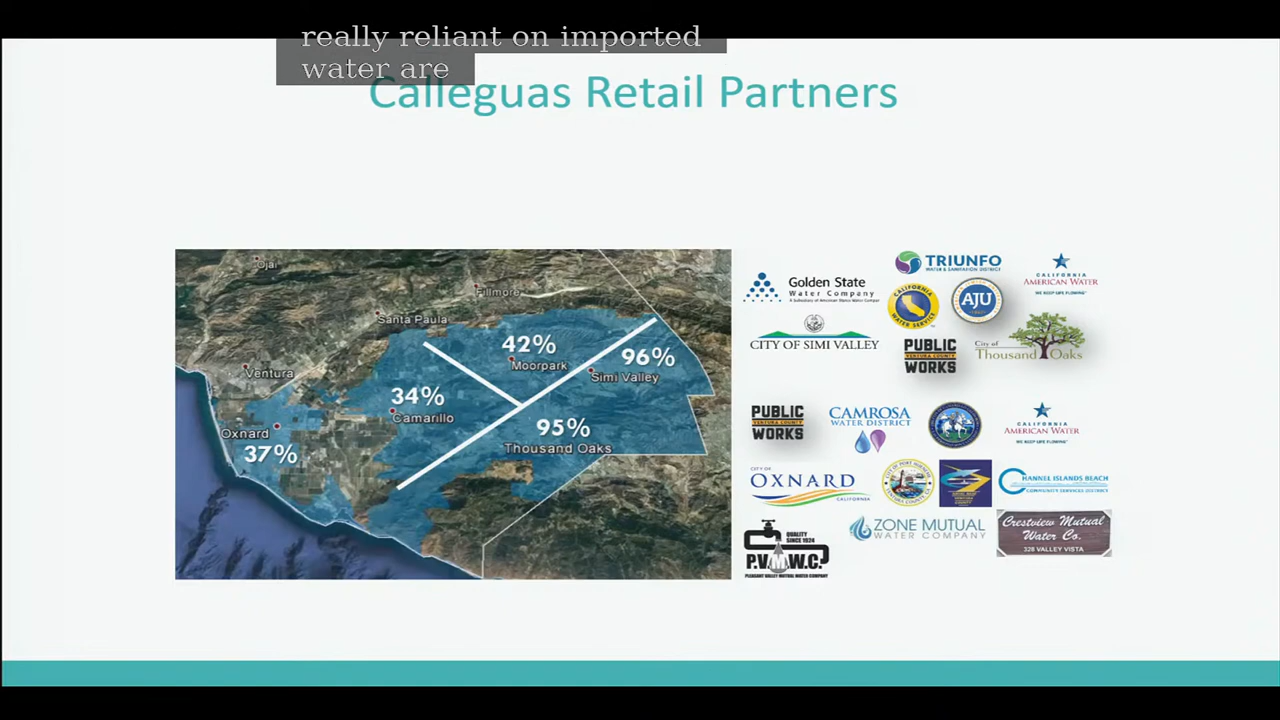 really reliant on imported
water are
Calleguas Retail Partners
Ojai
Fillmore
Santa Paula
Ventura
42%
Moorpark
96%
Simi Valley
34%
Camarillo
95%
Thousand Oaks
Oxnard
37%
Golden State
Water Company
A Subsidiary of American States Water Company
TRIUNFO
WATER & SANITATION DISTRICT
CALIFORNIA
AMERICAN WATER
WE KEEP LIFE FLOWING
CALIFORNIA
WATER SERVICE
AJU
CITY OF SIMI VALLEY
PUBLIC
VENTURA COUNTY
WORKS
City of
Thousand Oaks
PUBLIC
VENTURA COUNTY
WORKS
CAMROSA
WATER DISTRICT
CALIFORNIA
AMERICAN WATER
WE KEEP LIFE FLOWING
CITY OF
OXNARD
CALIFORNIA
CHANNEL ISLANDS BEACH
COMMUNITY SERVICES DISTRICT
QUALITY
SINCE 1924
P.V.M.W.C.
PLEASANT VALLEY MUTUAL WATER COMPANY
ZONE MUTUAL
WATER COMPANY
Crestview Mutual
Water Co.
328 VALLEY VISTA